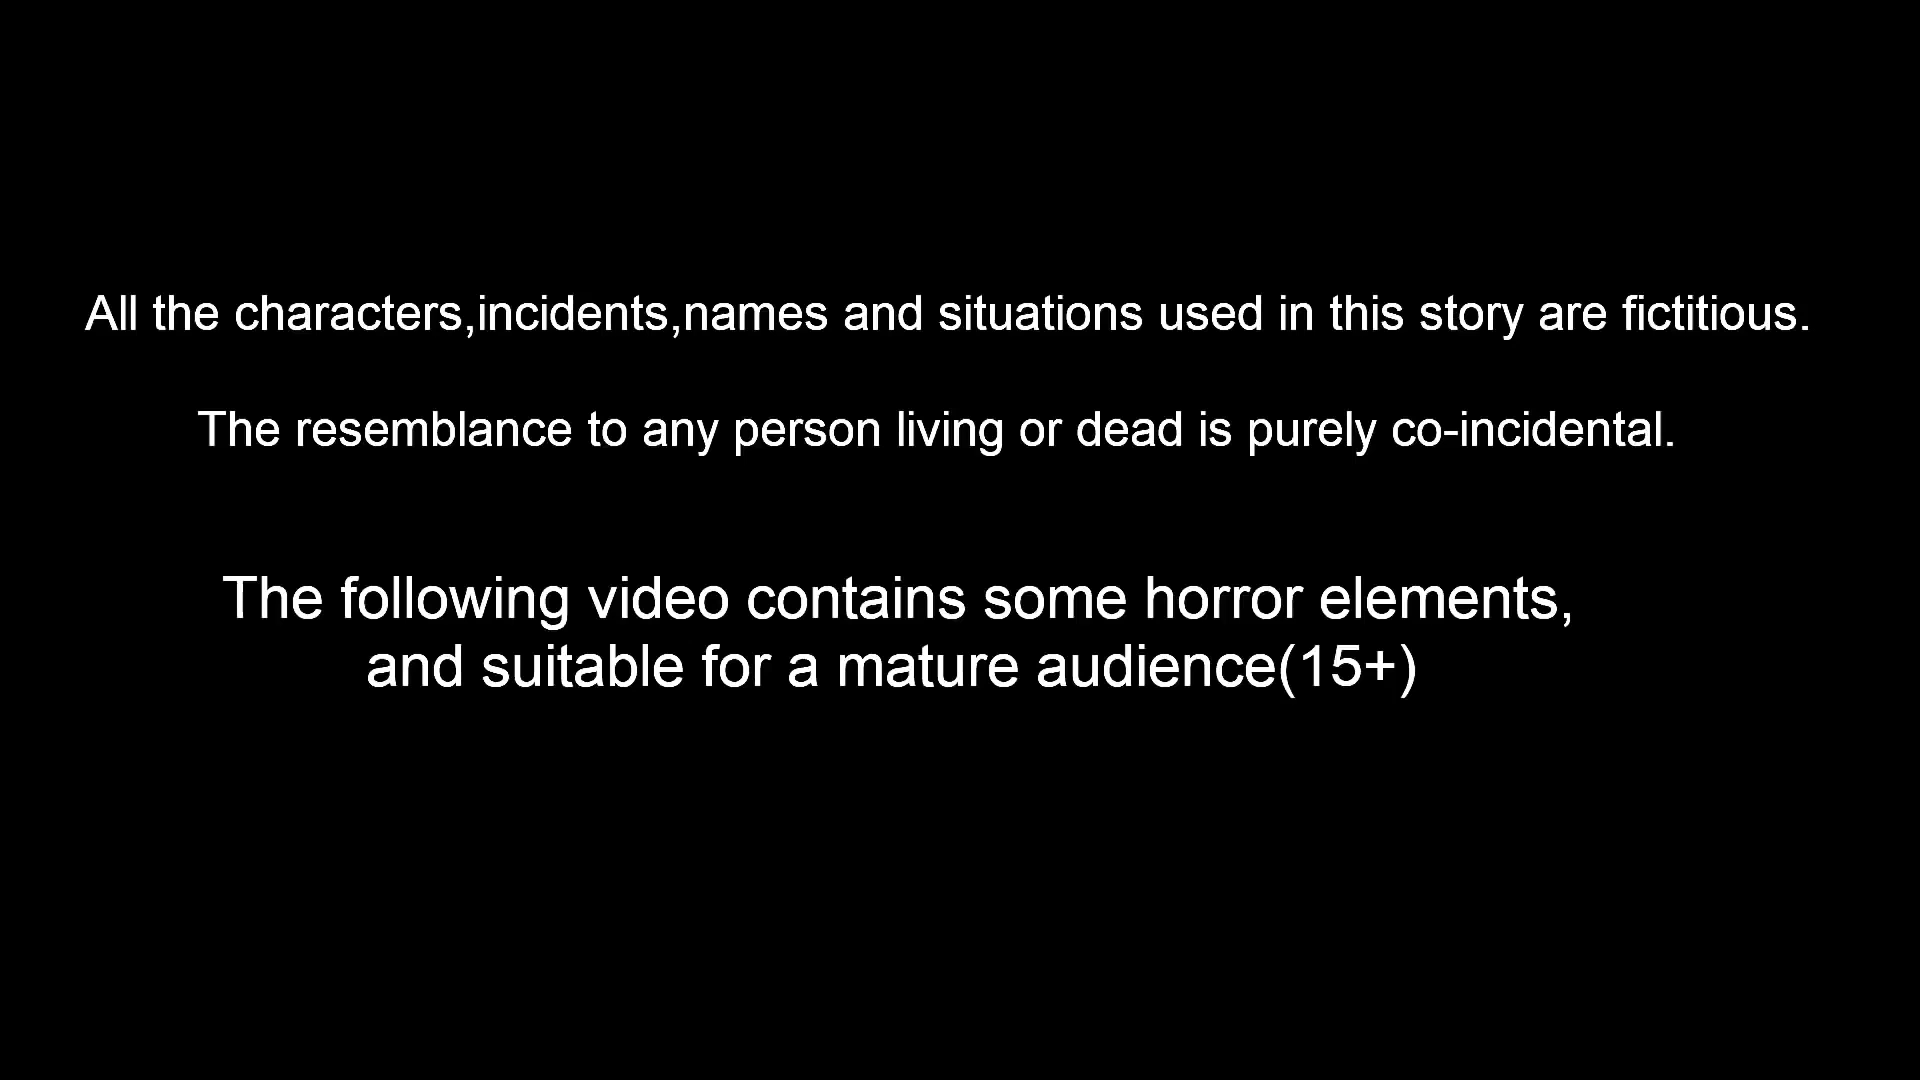 All the characters,incidents,names and situations used in this story are fictitious.
The resemblance to any person living or dead is purely co-incidental.
The following video contains some horror elements,
and suitable for a mature audience(15+)